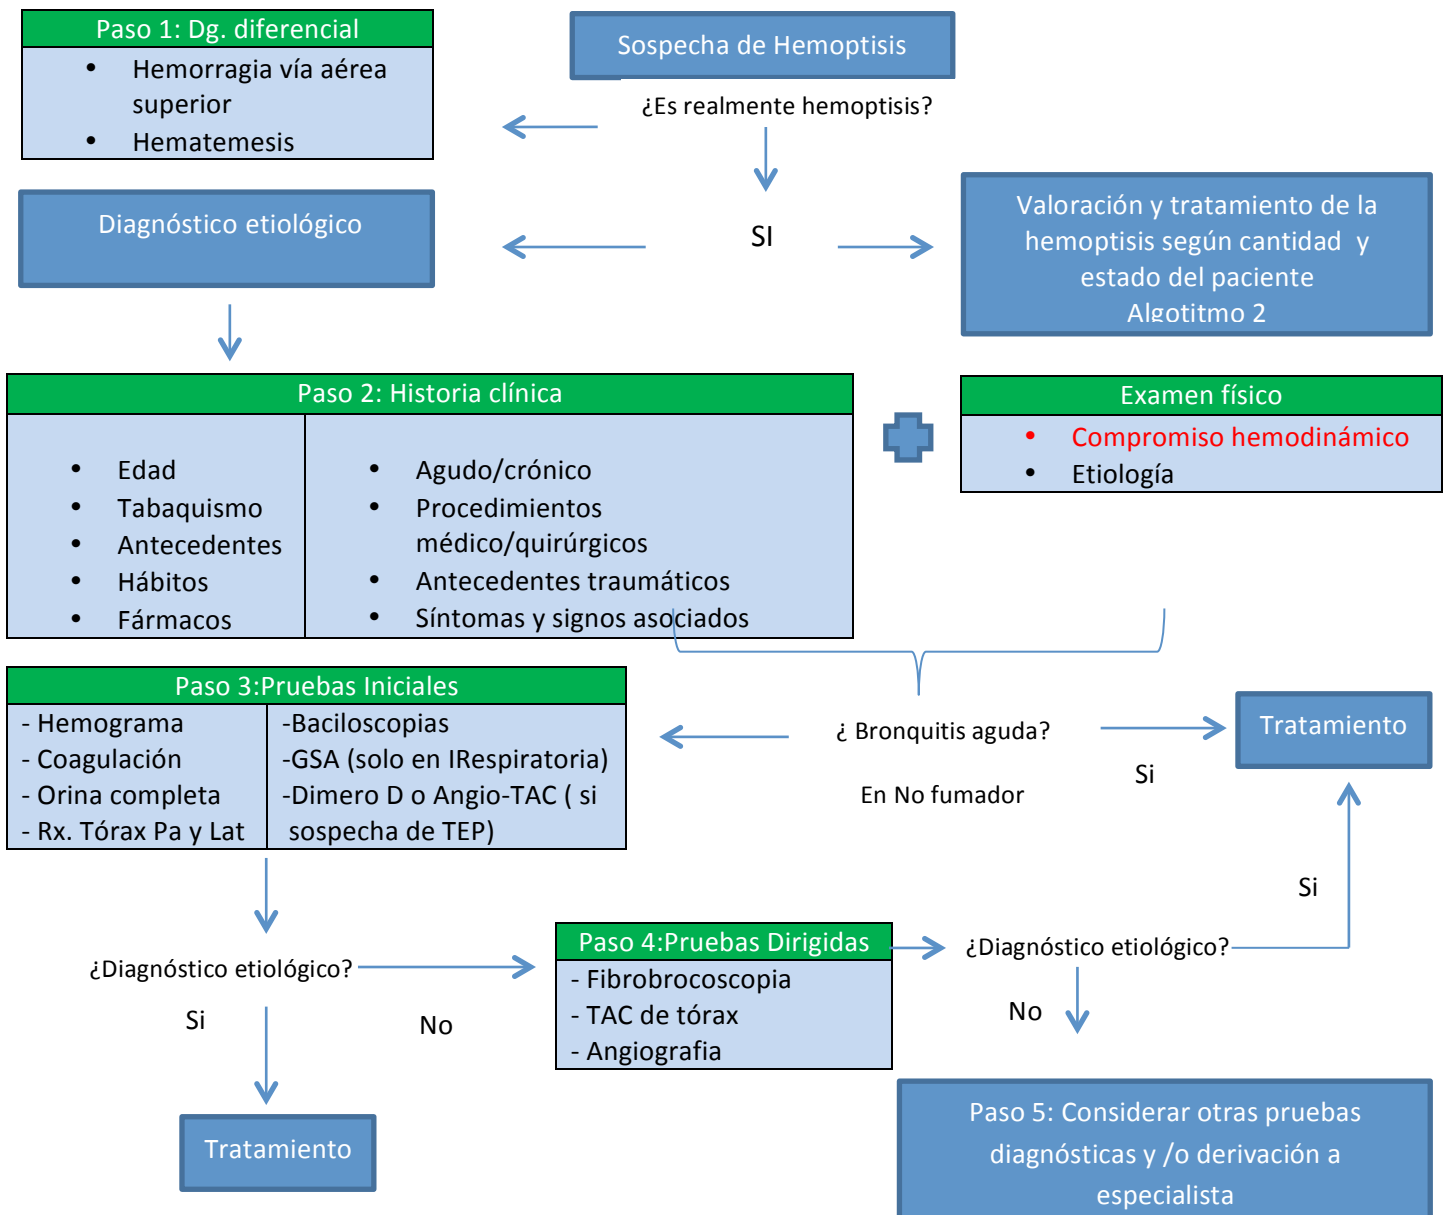 Paso 1: Dg. diferencial
• Hemorragia vía aérea
superior
• Hematemesis
Sospecha de Hemoptisis
¿Es realmente hemoptisis?
SI
Diagnóstico etiológico
Valoración y tratamiento de la
hemoptisis según cantidad y
estado del paciente
Algotitmo 2
Paso 2: Historia clínica
• Edad
• Tabaquismo
• Antecedentes
• Hábitos
• Fármacos
• Agudo/crónico
• Procedimientos
médico/quirúrgicos
• Antecedentes traumáticos
• Síntomas y signos asociados
Examen físico
• Compromiso hemodinámico
• Etiología
¿ Bronquitis aguda?
En No fumador
Si
Tratamiento
Paso 3:Pruebas Iniciales
- Hemograma
- Coagulación
- Orina completa
- Rx. Tórax Pa y Lat
-Baciloscopias
-GSA (solo en IRespiratoria)
-Dimero D o Angio-TAC ( si
sospecha de TEP)
¿Diagnóstico etiológico?
Si
No
Tratamiento
Paso 4:Pruebas Dirigidas
- Fibrobrocoscopia
- TAC de tórax
- Angiografia
¿Diagnóstico etiológico?
Si
No
Paso 5: Considerar otras pruebas
diagnósticas y /o derivación a
especialista